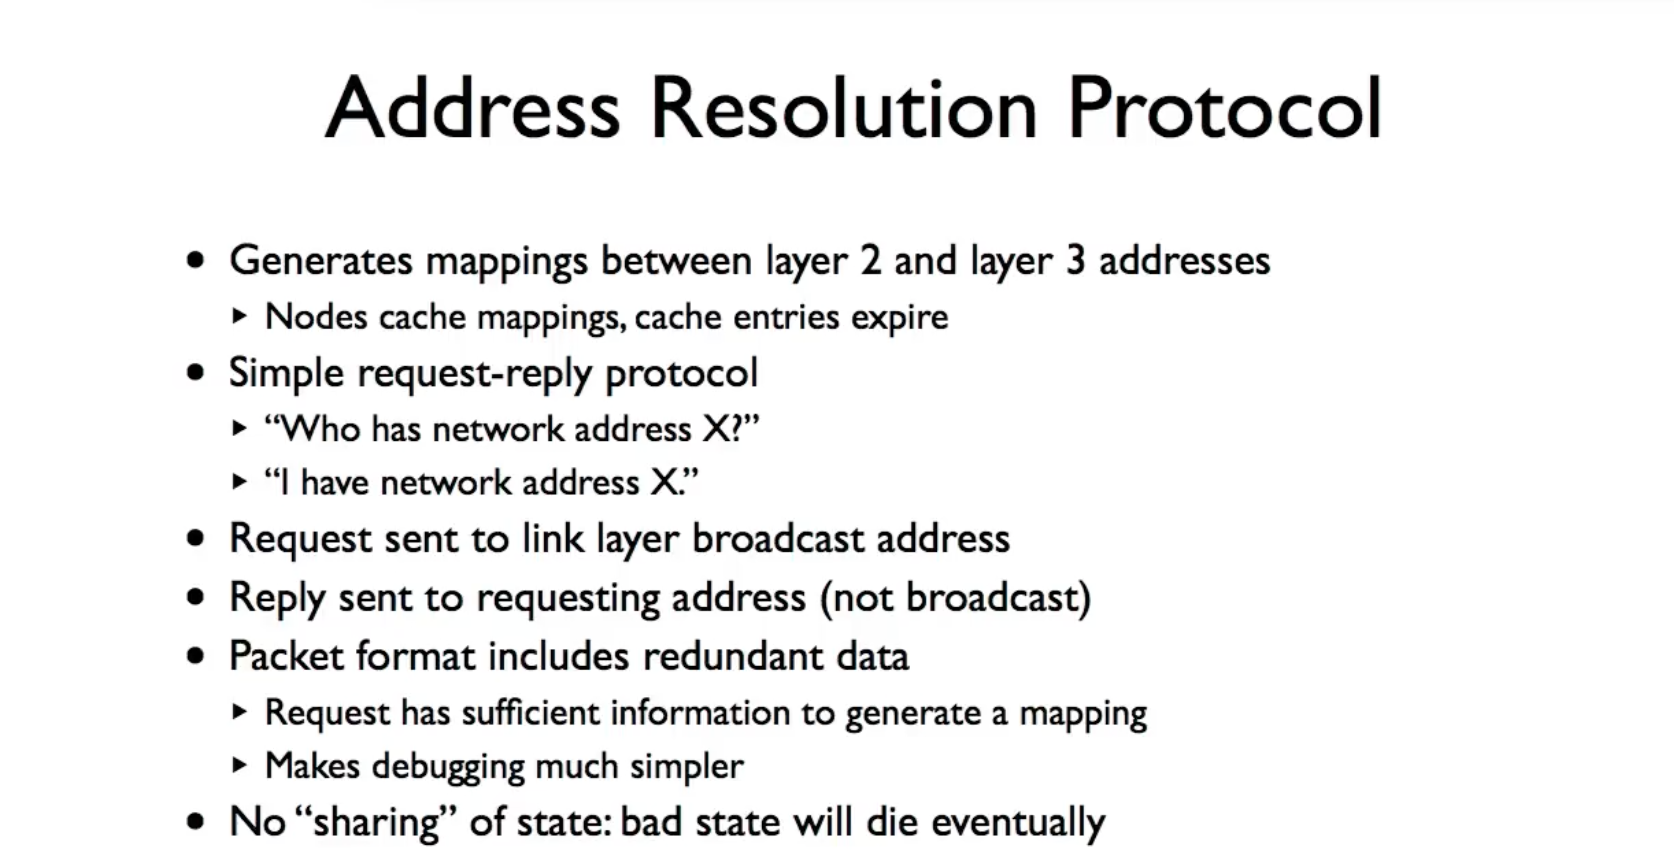 Address Resolution Protocol
• Generates mappings between layer 2 and layer 3 addresses
‣ Nodes cache mappings, cache entries expire
• Simple request-reply protocol
‣ “Who has network address X?”
‣ “I have network address X.”
• Request sent to link layer broadcast address
• Reply sent to requesting address (not broadcast)
• Packet format includes redundant data
‣ Request has sufficient information to generate a mapping
‣ Makes debugging much simpler
• No “sharing” of state: bad state will die eventually